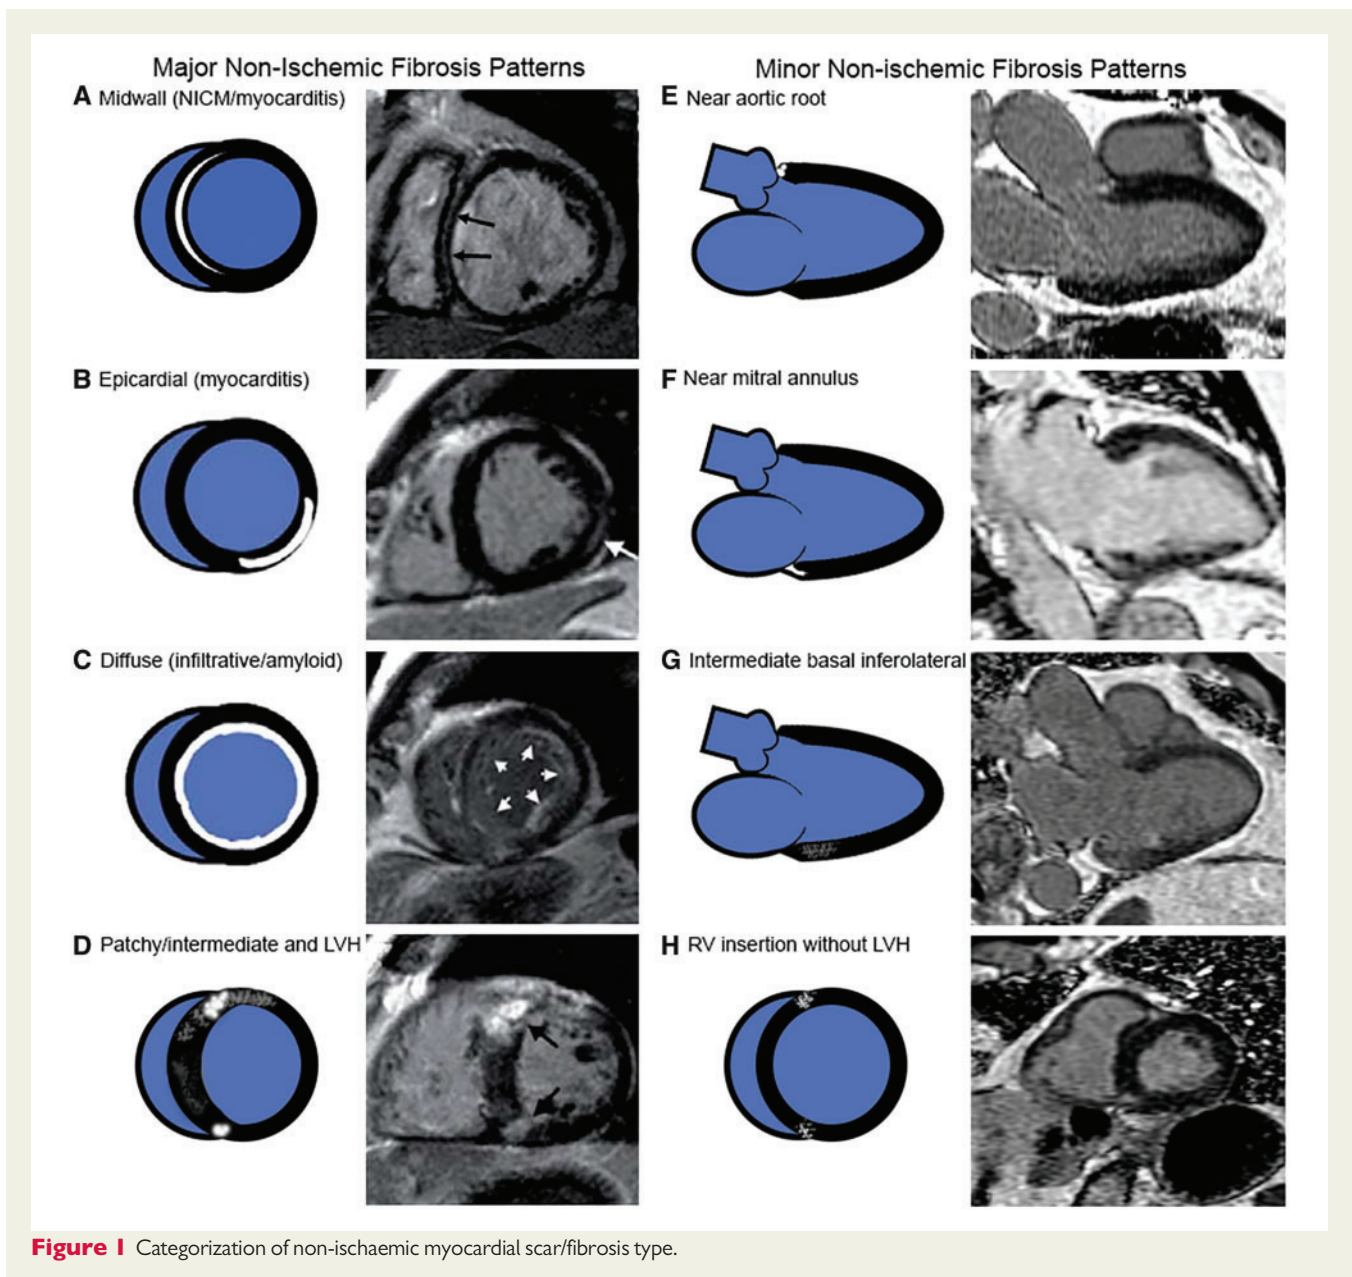 Major Non-Ischemic Fibrosis Patterns
A Midwall (NICM/myocarditis)
B Epicardial (myocarditis)
C Diffuse (infiltrative/amyloid)
D Patchy/intermediate and LVH
Minor Non-ischemic Fibrosis Patterns
E Near aortic root
F Near mitral annulus
G Intermediate basal inferolateral
H RV insertion without LVH
Figure 1 Categorization of non-ischaemic myocardial scar/fibrosis type.